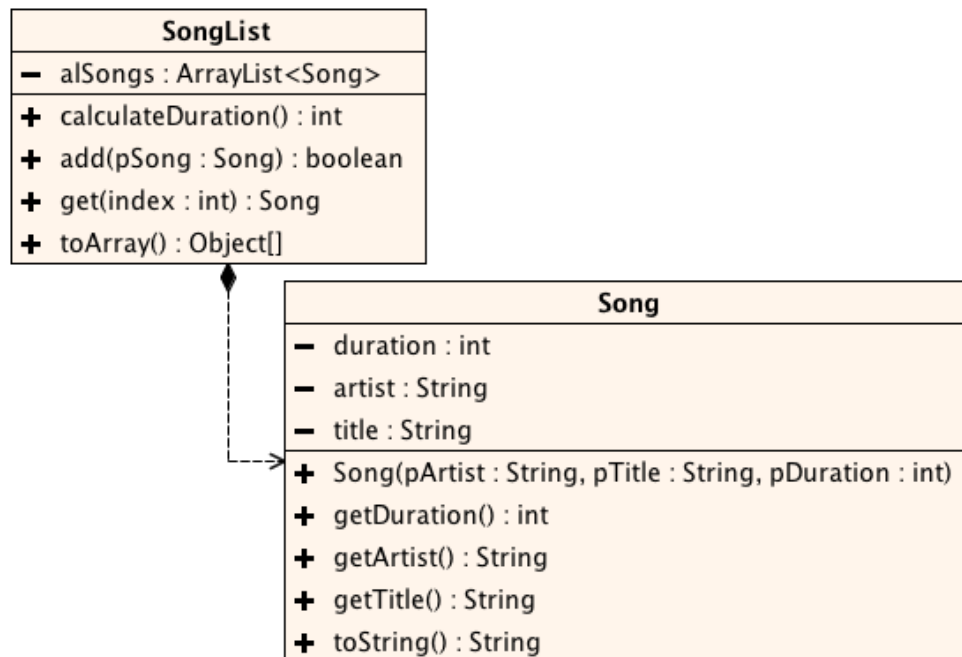 SongList
- alSongs : ArrayList<Song>
+ calculateDuration() : int
+ add(pSong : Song) : boolean
+ get(index : int) : Song
+ toArray() : Object[]
Song
- duration : int
- artist : String
- title : String
+ Song(pArtist : String, pTitle : String, pDuration : int)
+ getDuration() : int
+ getArtist() : String
+ getTitle() : String
+ toString() : String